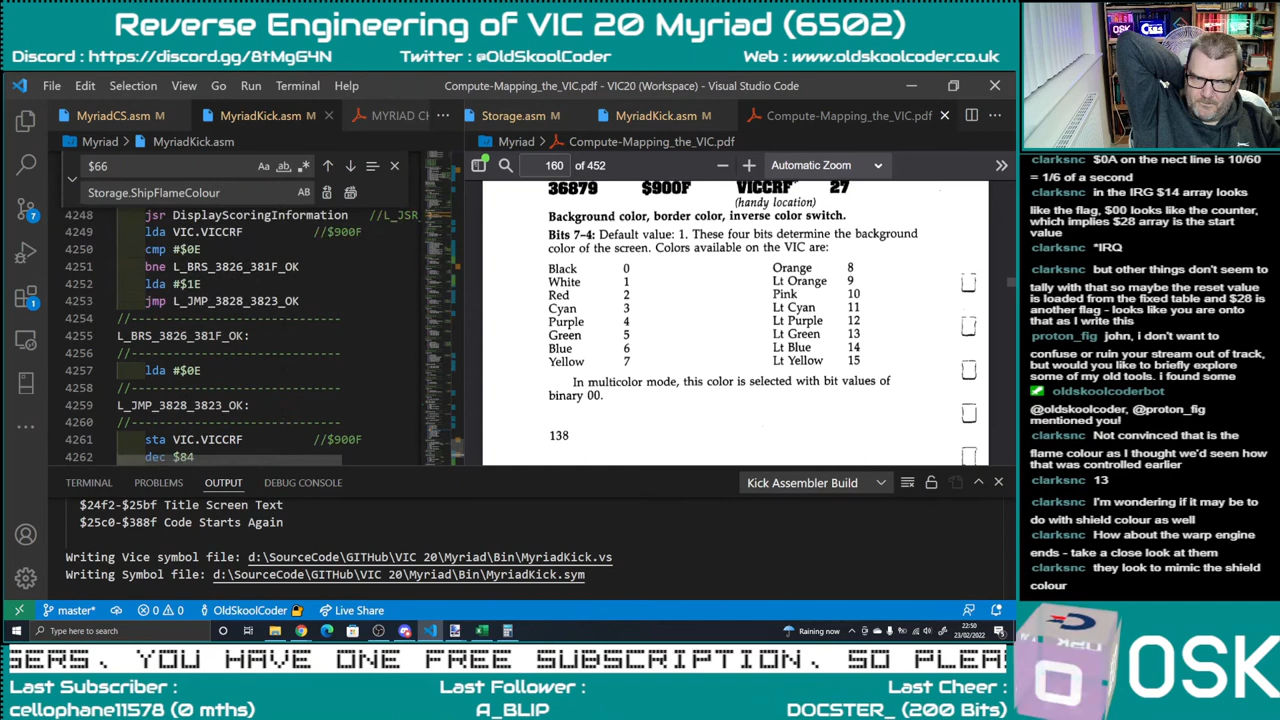 Reverse Engineering of VIC 20 Myriad (6502)
Discord : https://discord.gg/8tMgG4N
Twitter : @OldSkoolCoder
Web : www.oldskoolcoder.co.uk
File Edit Selection View Go Run Terminal Help
Compute-Mapping_the_VIC.pdf - VIC20 (Workspace) - Visual Studio Code
MyriadCS.asm
MyriadKick.asm
MYRIAD C
Storage.asm
MyriadKick.asm
Compute-Mapping_the_VIC.pdf
Myriad > MyriadKick.asm
Myriad > Compute-Mapping_the_VIC.pdf
$66
Storage.ShipFlameColour
160 of 452
Automatic Zoom
4248 jsr DisplayScoringInformation //L_JSR
4249 lda VIC.VICCRF //$900F
4250 cmp #$0E
4251 bne L_BRS_3826_381F_OK
4252 lda #$1E
4253 jmp L_JMP_3828_3823_OK
4254 //------------------------------
4255 L_BRS_3826_381F_OK:
4256 //------------------------------
4257 lda #$0E
4258 //------------------------------
4259 L_JMP_3828_3823_OK:
4260 //------------------------------
4261 sta VIC.VICCRF //$900F
4262 dec $84
36879 $900F VICCRF 27
(handy location)
Background color, border color, inverse color switch.
Bits 7-4: Default value: 1. These four bits determine the background
color of the screen. Colors available on the VIC are:
Black 0 Orange 8
White 1 Lt Orange 9
Red 2 Pink 10
Cyan 3 Lt Cyan 11
Purple 4 Lt Purple 12
Green 5 Lt Green 13
Blue 6 Lt Blue 14
Yellow 7 Lt Yellow 15
In multicolor mode, this color is selected with bit values of
binary 00.
138
TERMINAL PROBLEMS OUTPUT DEBUG CONSOLE
Kick Assembler Build
$24f2-$25bf Title Screen Text
$25c0-$388f Code Starts Again
Writing Vice symbol file: d:\SourceCode\GITHub\VIC 20\Myriad\Bin\MyriadKick.vs
Writing Symbol file: d:\SourceCode\GITHub\VIC 20\Myriad\Bin\MyriadKick.sym
master* 0 0 OldSkoolCoder Live Share
Type here to search
Raining now
22:50
23/02/2022
clarksnc $0A on the nect line is 10/60
= 1/6 of a second
clarksnc in the IRG $14 array looks
like the flag, $00 looks like the counter,
which implies $28 array is the start
value
clarksnc *IRQ
clarksnc but other things don't seem to
tally with that so maybe the reset value
is loaded from the fixed table and $28 is
another flag - looks like you are onto
that as I write this
proton_fig john, i don't want to
confuse or ruin your stream out of track,
but would you like to briefly explore
some of my old tools. i found some
oldskoolcoderbot
@oldskoolcoder, @proton_fig
mentioned you!
clarksnc Not convinced that is the
flame colour as I thought we'd seen how
that was controlled earlier
clarksnc 13
clarksnc I'm wondering if it may be to
do with shield colour as well
clarksnc How about the warp engine
ends - take a close look at them
clarksnc they look to mimic the shield
colour
SERS, YOU HAVE ONE FREE SUBSCRIPTION, SO PLEA
Last Subscriber :
cellophane11578 (0 mths)
Last Follower :
A_BLIP
Last Cheer :
DOCSTER_ (200 Bits)
OSK